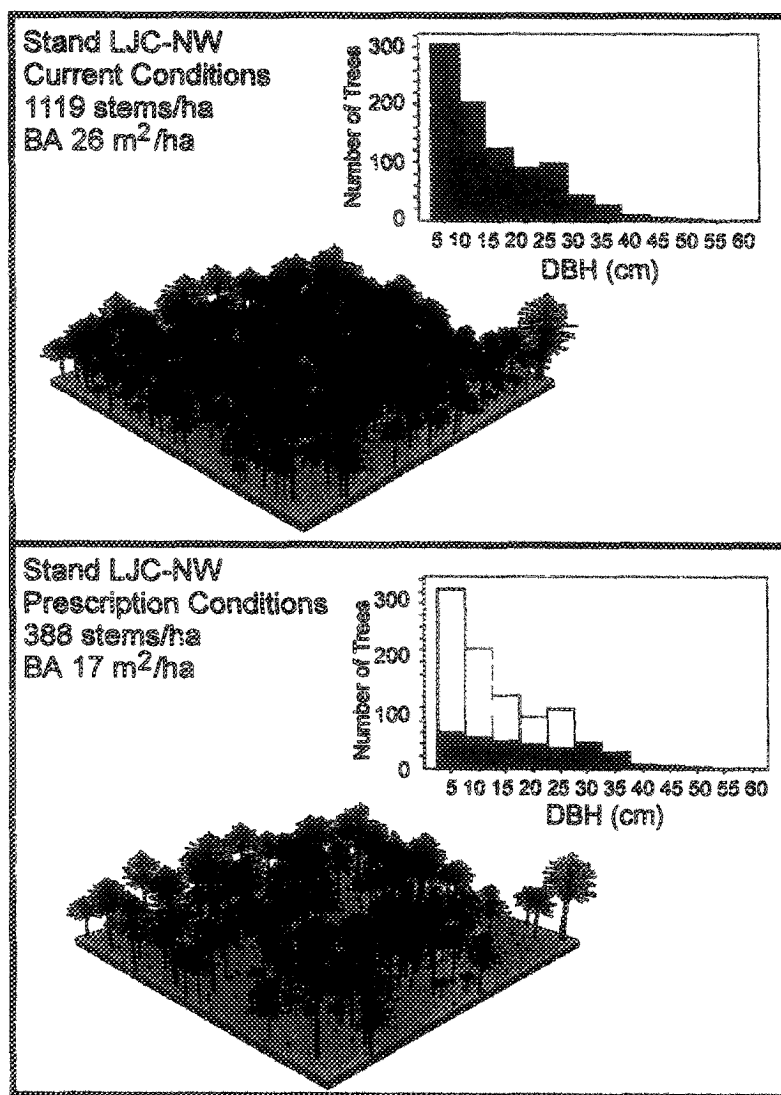 Stand LJC-NW
Current Conditions
1119 stems/ha
BA 26 m²/ha
Number of Trees
300
200
100
0
5 10 15 20 25 30 35 40 45 50 55 60
DBH (cm)
Stand LJC-NW
Prescription Conditions
388 stems/ha
BA 17 m²/ha
Number of Trees
300
200
100
0
5 10 15 20 25 30 35 40 45 50 55 60
DBH (cm)